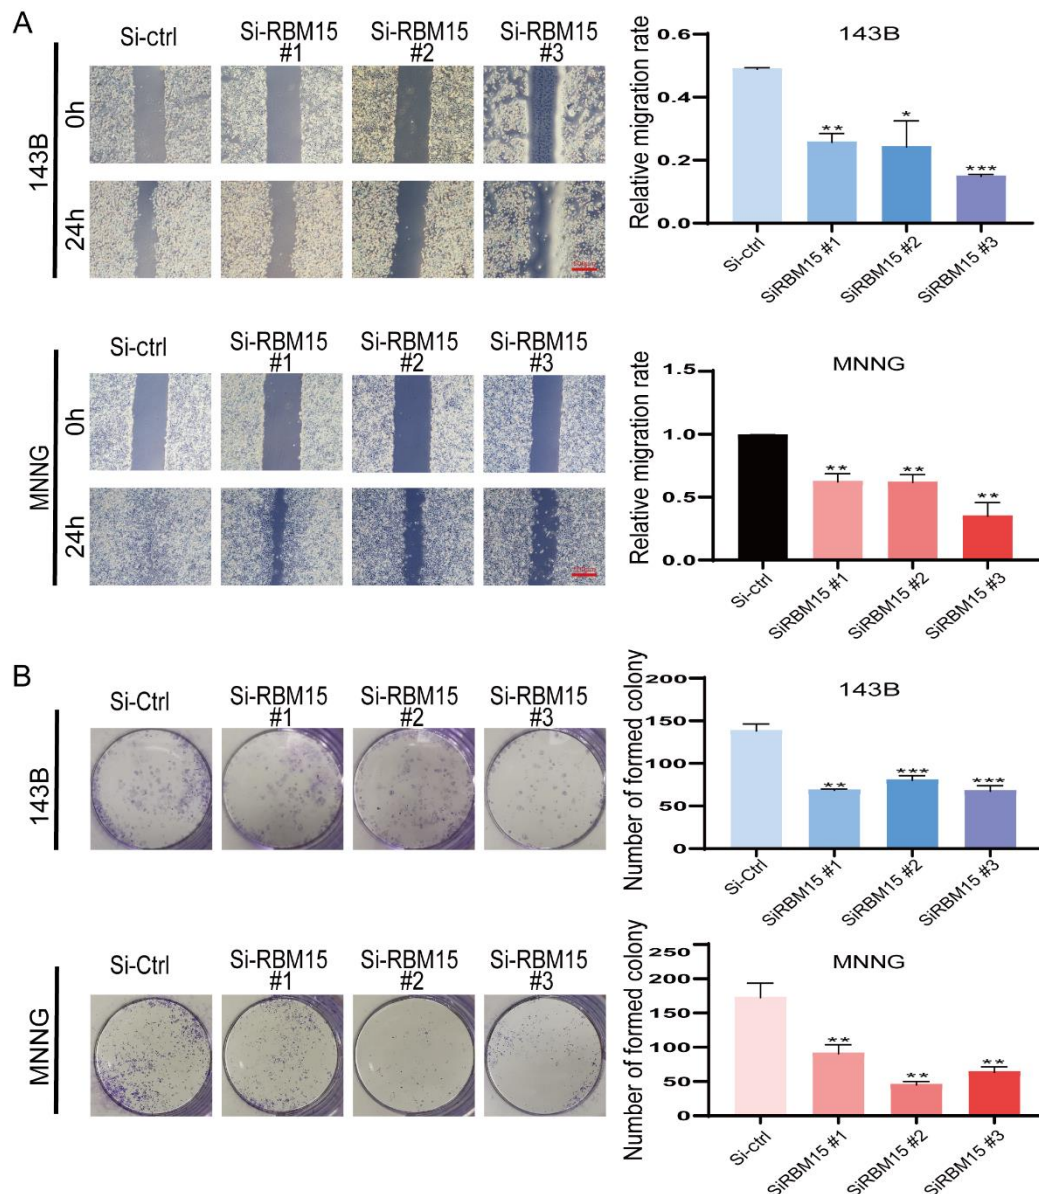 A
Si-ctrl
Si-RBM15
#1
Si-RBM15
#2
Si-RBM15
#3
143B
0h
24h
143B
Relative migration rate
0.6
0.4
0.2
0.0
**
*
***
Si-ctrl
SiRBM15 #1
SiRBM15 #2
SiRBM15 #3
Si-ctrl
Si-RBM15
#1
Si-RBM15
#2
Si-RBM15
#3
MNNG
0h
24h
MNNG
Relative migration rate
1.5
1.0
0.5
0.0
**
**
**
Si-ctrl
SiRBM15 #1
SiRBM15 #2
SiRBM15 #3
B
Si-Ctrl
Si-RBM15
#1
Si-RBM15
#2
Si-RBM15
#3
143B
143B
Number of formed colony
200
150
100
50
0
**
***
***
Si-Ctrl
SiRBM15 #1
SiRBM15 #2
SiRBM15 #3
Si-Ctrl
Si-RBM15
#1
Si-RBM15
#2
Si-RBM15
#3
MNNG
MNNG
Number of formed colony
250
200
150
100
50
0
**
**
**
Si-ctrl
SiRBM15 #1
SiRBM15 #2
SiRBM15 #3